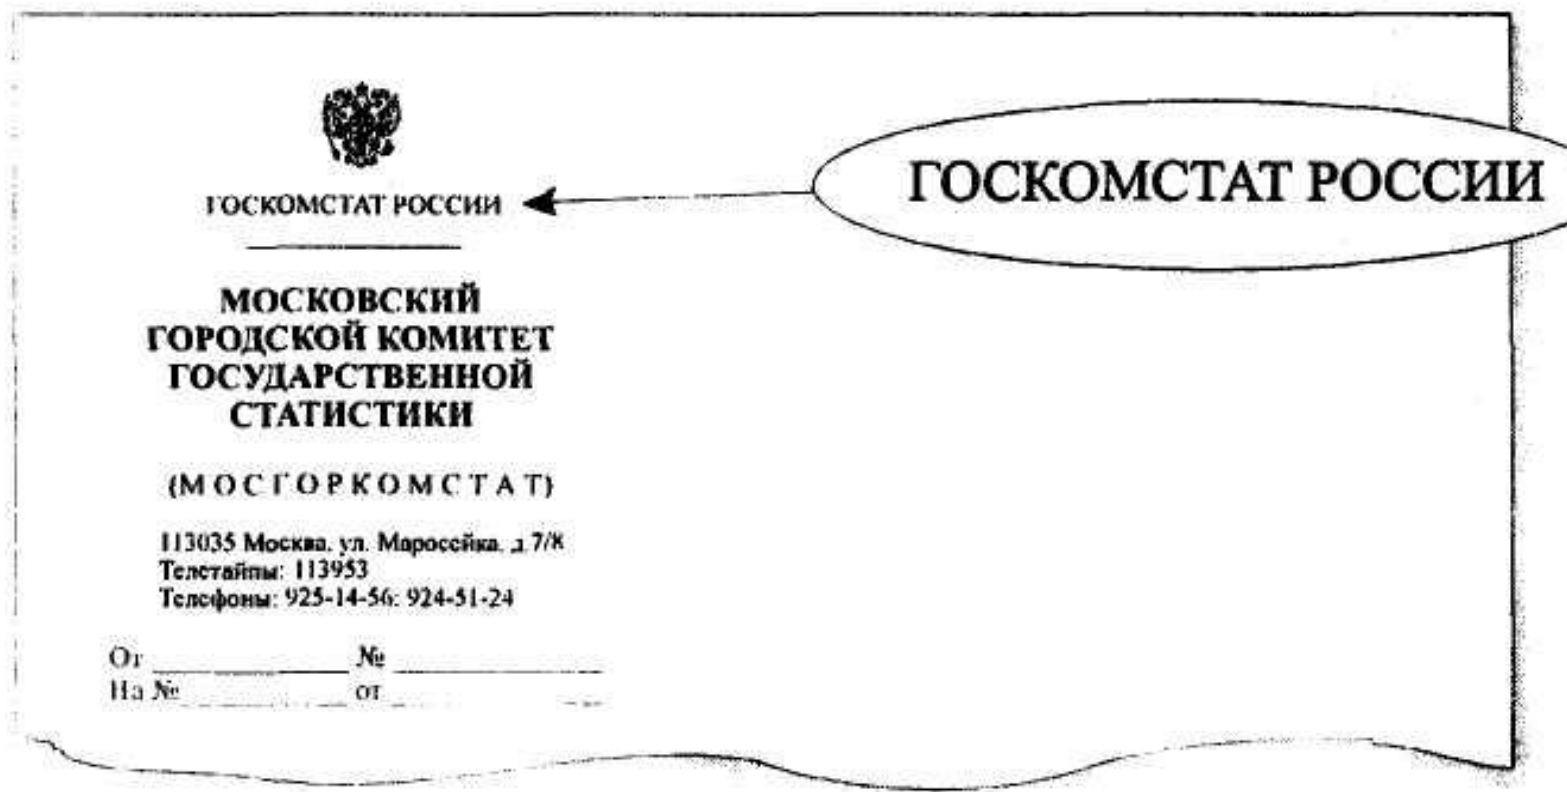 ГОСКОМСТАТ РОССИИ
ГОСКОМСТАТ РОССИИ
МОСКОВСКИЙ
ГОРОДСКОЙ КОМИТЕТ
ГОСУДАРСТВЕННОЙ
СТАТИСТИКИ
(МОСГОРКОМСТАТ)
113035 Москва, ул. Маросейка, д 7/8
Телетайпы: 113953
Телефоны: 925-14-56: 924-51-24
От № 
На № от